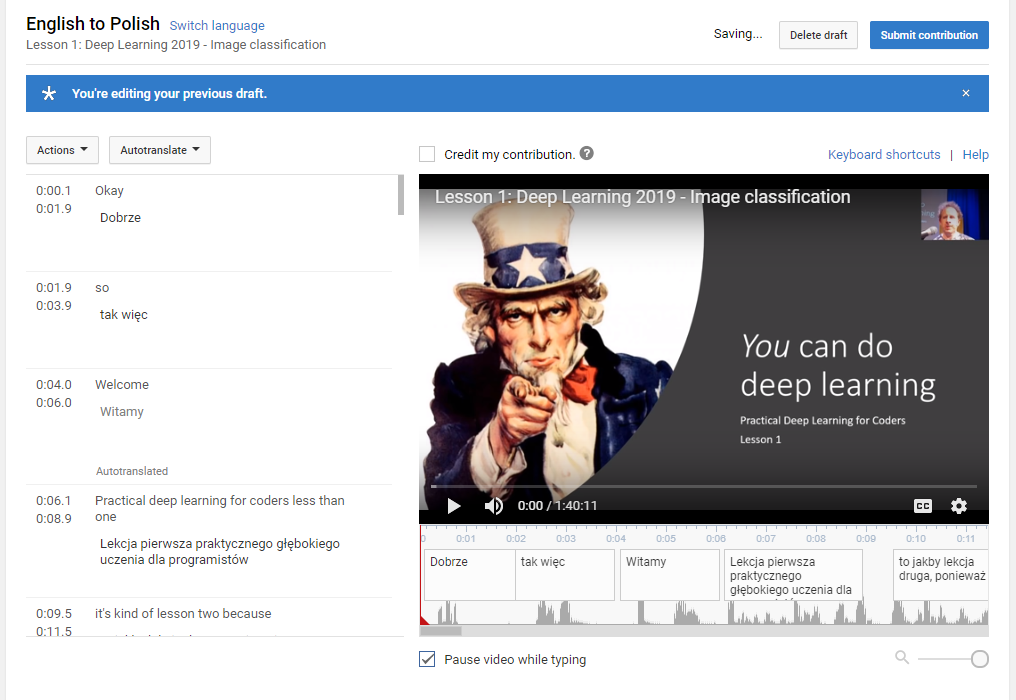 English to Polish Switch language
Lesson 1: Deep Learning 2019 - Image classification
Saving...
Delete draft
Submit contribution
You're editing your previous draft.
×
Actions
Autotranslate
Credit my contribution. ?
Keyboard shortcuts | Help
0:00.1 Okay
0:01.9 Dobrze
0:01.9 so
0:03.9 tak więc
0:04.0 Welcome
0:06.0 Witamy
Autotranslated
0:06.1 Practical deep learning for coders less than
0:08.9 one
Lekcja pierwsza praktycznego głębokiego
uczenia dla programistów
0:09.5 it's kind of lesson two because
0:11.5
Lesson 1: Deep Learning 2019 - Image classification
You can do
deep learning
Practical Deep Learning for Coders
Lesson 1
0:00 / 1:40:11
CC
0 0:01 0:02 0:03 0:04 0:05 0:06 0:07 0:08 0:09 0:10 0:11
Dobrze
tak więc
Witamy
Lekcja pierwsza
praktycznego
głębokiego uczenia dla
to jakby lekcja
druga, ponieważ
Pause video while typing